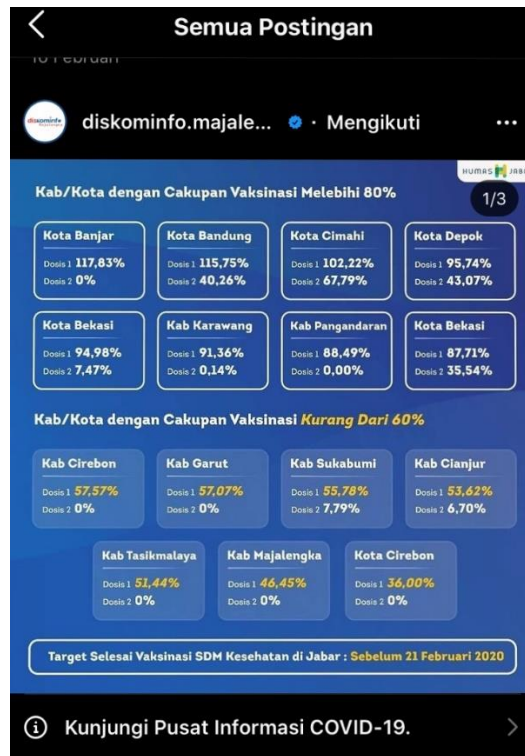 Semua Postingan
10 Februari
diskominfo
diskominfo.majale... · Mengikuti
HUMAS JABAR
1/3
Kab/Kota dengan Cakupan Vaksinasi Melebihi 80%
Kota Banjar
Dosis 1 117,83%
Dosis 2 0%
Kota Bandung
Dosis 1 115,75%
Dosis 2 40,26%
Kota Cimahi
Dosis 1 102,22%
Dosis 2 67,79%
Kota Depok
Dosis 1 95,74%
Dosis 2 43,07%
Kota Bekasi
Dosis 1 94,98%
Dosis 2 7,47%
Kab Karawang
Dosis 1 91,36%
Dosis 2 0,14%
Kab Pangandaran
Dosis 1 88,49%
Dosis 2 0,00%
Kota Bekasi
Dosis 1 87,71%
Dosis 2 35,54%
Kab/Kota dengan Cakupan Vaksinasi Kurang Dari 60%
Kab Cirebon
Dosis 1 57,57%
Dosis 2 0%
Kab Garut
Dosis 1 57,07%
Dosis 2 0%
Kab Sukabumi
Dosis 1 55,78%
Dosis 2 7,79%
Kab Cianjur
Dosis 1 53,62%
Dosis 2 6,70%
Kab Tasikmalaya
Dosis 1 51,44%
Dosis 2 0%
Kab Majalengka
Dosis 1 46,45%
Dosis 2 0%
Kota Cirebon
Dosis 1 36,00%
Dosis 2 0%
Target Selesai Vaksinasi SDM Kesehatan di Jabar : Sebelum 21 Februari 2020
Kunjungi Pusat Informasi COVID-19.